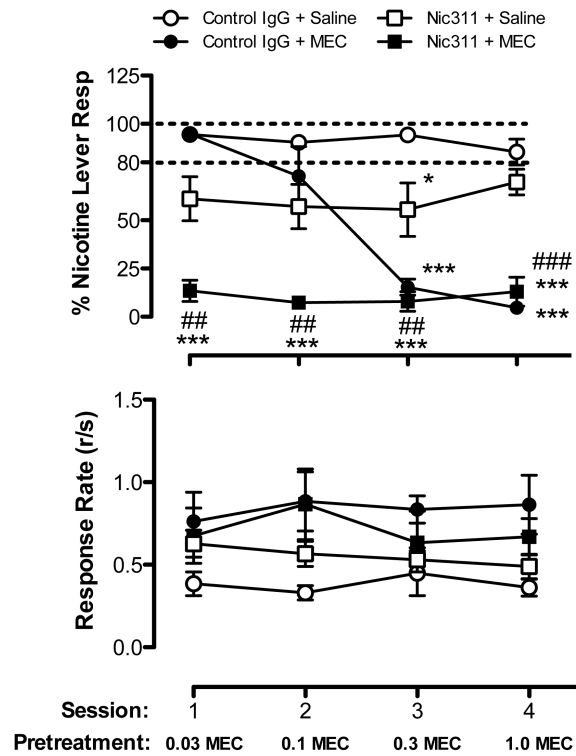 Control IgG + Saline Nic311 + Saline
Control IgG + MEC Nic311 + MEC
% Nicotine Lever Resp
125
100
80
50
25
0
*
***
###
***
***
## ## ##
*** *** ***
Response Rate (r/s)
1.5
1.0
0.5
0.0
Session: 1 2 3 4
Pretreatment: 0.03 MEC 0.1 MEC 0.3 MEC 1.0 MEC